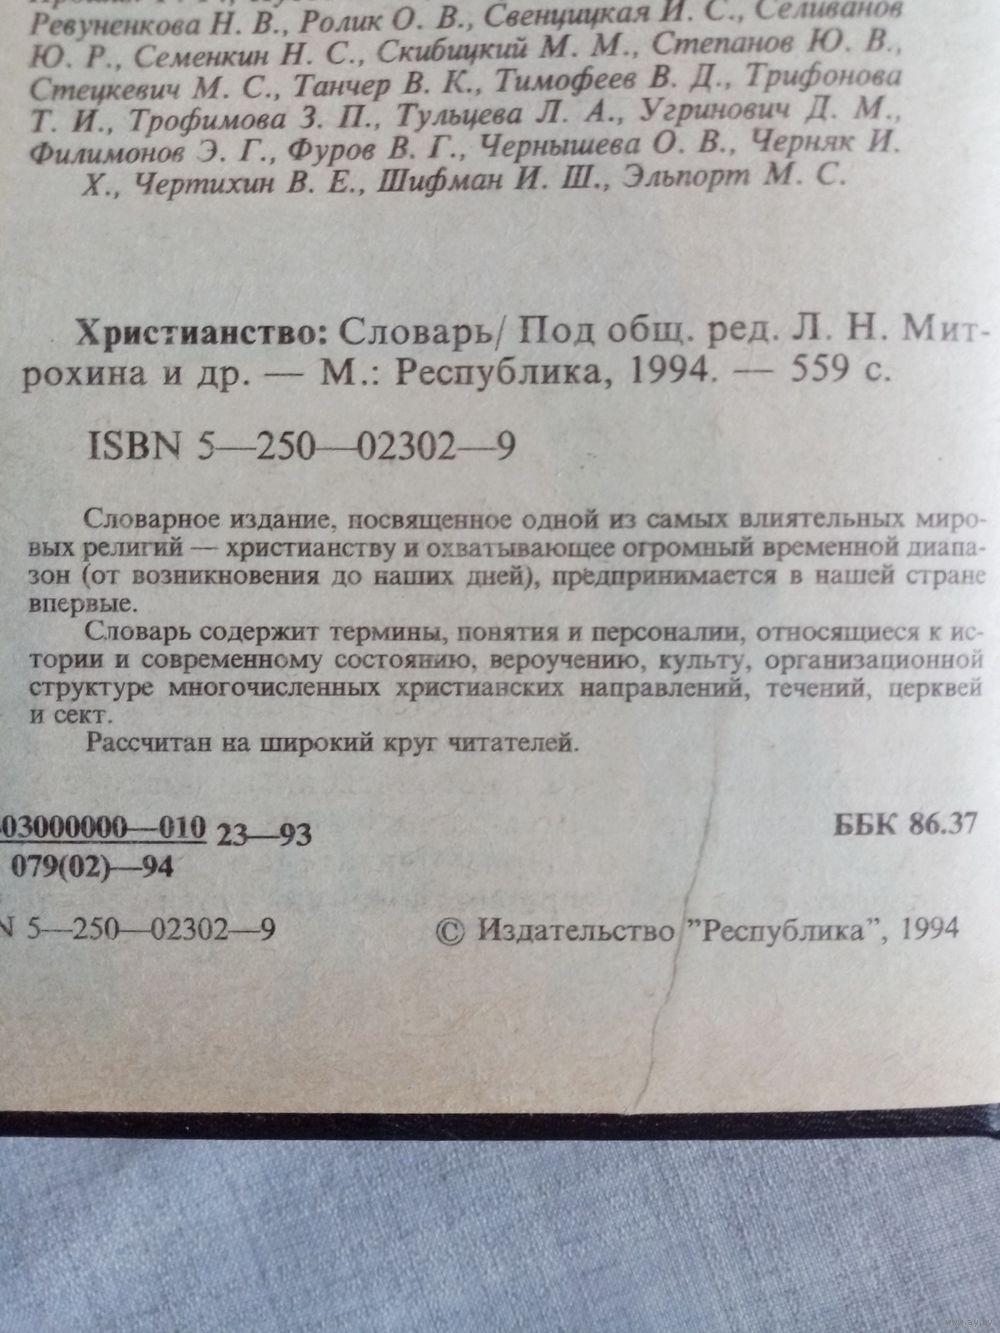 Ревуненкова Н. В., Ролик О. В., Свенцицкая И. С., Селиванов
Ю. Р., Семенкин Н. С., Скибицкий М. М., Степанов Ю. В.,
Стецкевич М. С., Танчер В. К., Тимофеев В. Д., Трифонова
Т. И., Трофимова З. П., Тульцева Л. А., Угринович Д. М.,
Филимонов Э. Г., Фуров В. Г., Чернышева О. В., Черняк И.
Х., Чертихин В. Е., Шифман И. Ш., Эльпорт М. С.
Христианство: Словарь/ Под общ. ред. Л. Н. Мит-
рохина и др. — М.: Республика, 1994. — 559 с.
ISBN 5—250—02302—9
Словарное издание, посвященное одной из самых влиятельных миро-
вых религий — христианству и охватывающее огромный временной диапа-
зон (от возникновения до наших дней), предпринимается в нашей стране
впервые.
Словарь содержит термины, понятия и персоналии, относящиеся к ис-
тории и современному состоянию, вероучению, культу, организационной
структуре многочисленных христианских направлений, течений, церквей
и сект.
Рассчитан на широкий круг читателей.
03000000—010 23—93
079(02)—94
ББК 86.37
N 5—250—02302—9
© Издательство "Республика", 1994
www.ay.by